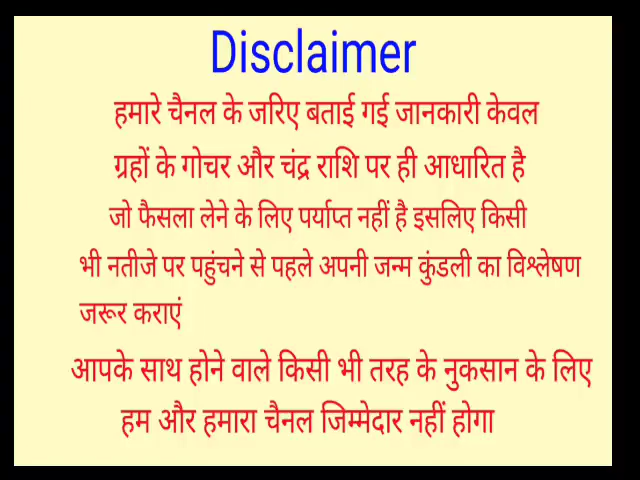 Disclaimer
हमारे चैनल के जरिए बताई गई जानकारी केवल
ग्रहों के गोचर और चंद्र राशि पर ही आधारित है
जो फैसला लेने के लिए पर्याप्त नहीं है इसलिए किसी
भी नतीजे पर पहुंचने से पहले अपनी जन्म कुंडली का विश्लेषण
जरूर कराएं
आपके साथ होने वाले किसी भी तरह के नुकसान के लिए
हम और हमारा चैनल जिम्मेदार नहीं होगा